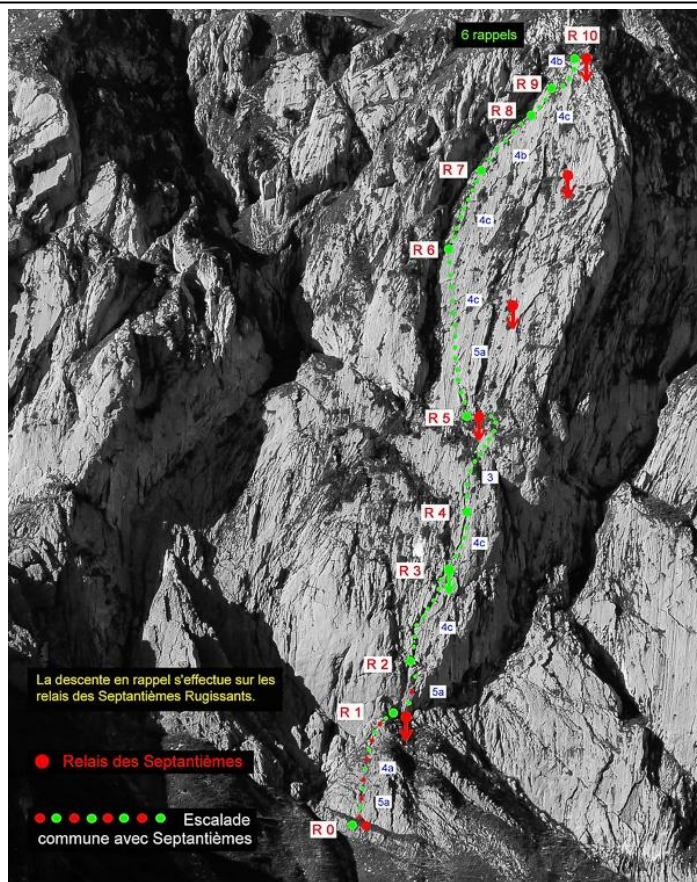 6 rappels
R 10
4b
R 9
4c
R 8
4b
R 7
4c
R 6
4c
5a
R 5
3
R 4
4c
R 3
4c
R 2
La descente en rappel s'effectue sur les
relais des Septantièmes Rugissants.
5a
R 1
Relais des Septantièmes
4a
5a
Escalade
commune avec Septantièmes
R 0